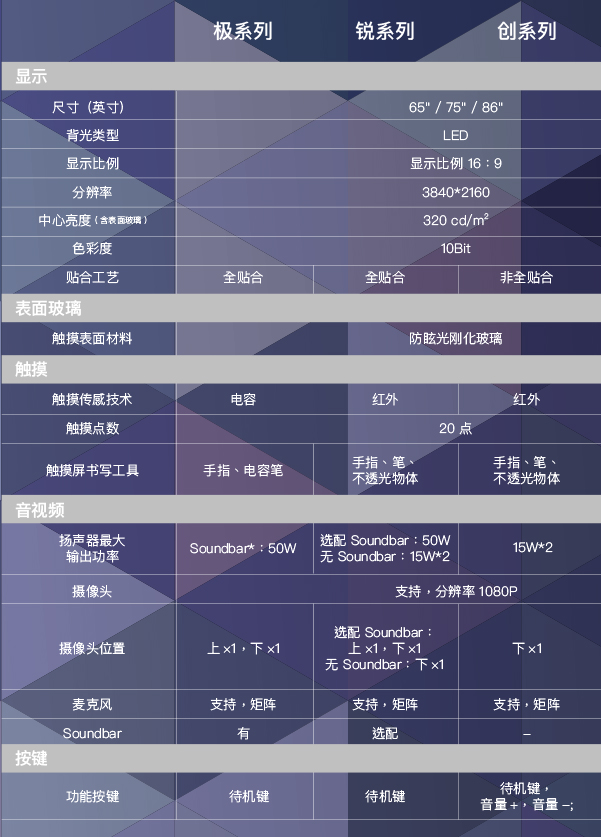 极系列 锐系列 创系列
显示
尺寸（英寸） 65" / 75" / 86"
背光类型 LED
显示比例 显示比例 16：9
分辨率 3840*2160
中心亮度（含表面玻璃） 320 cd/m²
色彩度 10Bit
贴合工艺 全贴合 全贴合 非全贴合
表面玻璃
触摸表面材料 防眩光刚化玻璃
触摸
触摸传感技术 电容 红外 红外
触摸点数 20 点
触摸屏书写工具 手指、电容笔 手指、笔、 手指、笔、
不透光物体 不透光物体
音视频
扬声器最大 Soundbar*：50W 选配 Soundbar：50W 15W*2
输出功率 无 Soundbar：15W*2
摄像头 支持，分辨率 1080P
摄像头位置 上 x1，下 x1 选配 Soundbar： 下 x1
上 x1，下 x1
无 Soundbar：下 x1
麦克风 支持，矩阵 支持，矩阵 支持，矩阵
Soundbar 有 选配 –
按键
功能按键 待机键 待机键 待机键，
音量 +，音量 –;